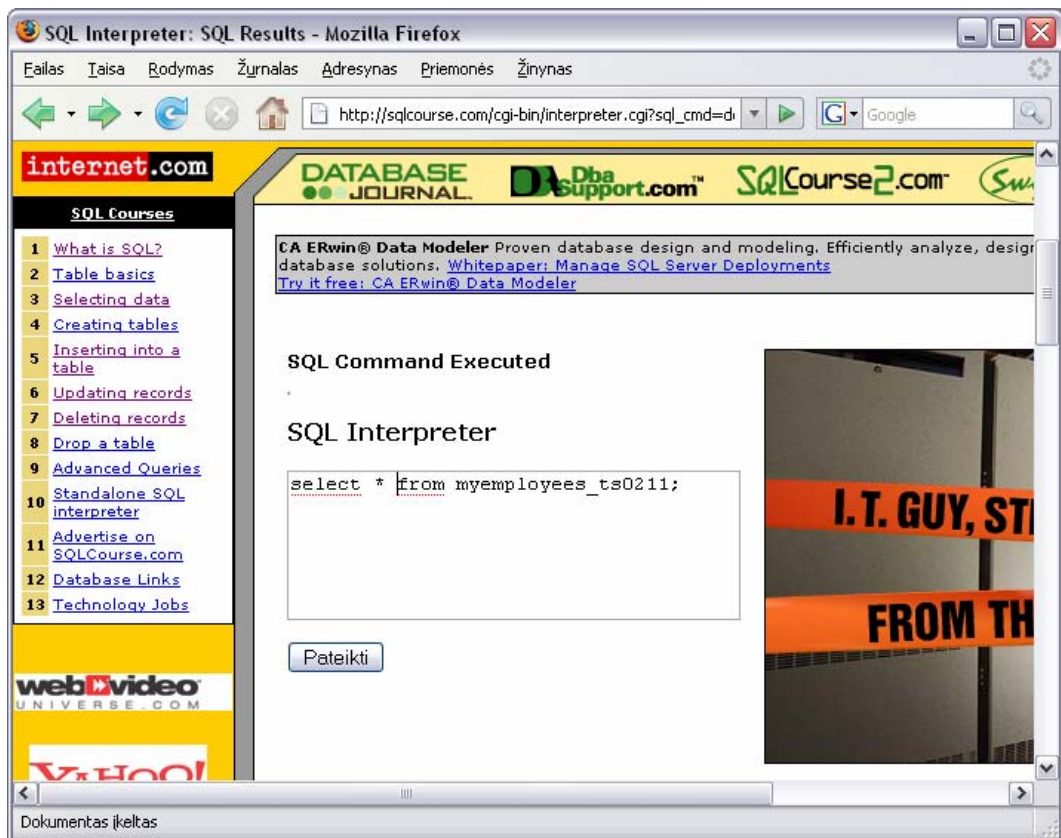 SQL Interpreter: SQL Results - Mozilla Firefox
Failas Taisa Rodymas Žurnalas Adresynas Priemonės Žinynas
http://sqlcourse.com/cgi-bin/interpreter.cgi?sql_cmd=d
G Google
internet.com
DATABASE JOURNAL
DbaSupport.com™
SQLCourse2.com
SQL Courses
1 What is SQL?
2 Table basics
3 Selecting data
4 Creating tables
5 Inserting into a
table
6 Updating records
7 Deleting records
8 Drop a table
9 Advanced Queries
10 Standalone SQL
interpreter
11 Advertise on
SQLCourse.com
12 Database Links
13 Technology Jobs
CA ERwin® Data Modeler Proven database design and modeling. Efficiently analyze,
database solutions. Whitepaper: Manage SQL Server Deployments
Try it free: CA ERwin® Data Modeler
SQL Command Executed
.
SQL Interpreter
select * from myemployees_ts0211;
Pateikti
I.T. GUY,
FROM
webvideo
UNIVERSE.COM
YAHOO!
Dokumentas įkeltas